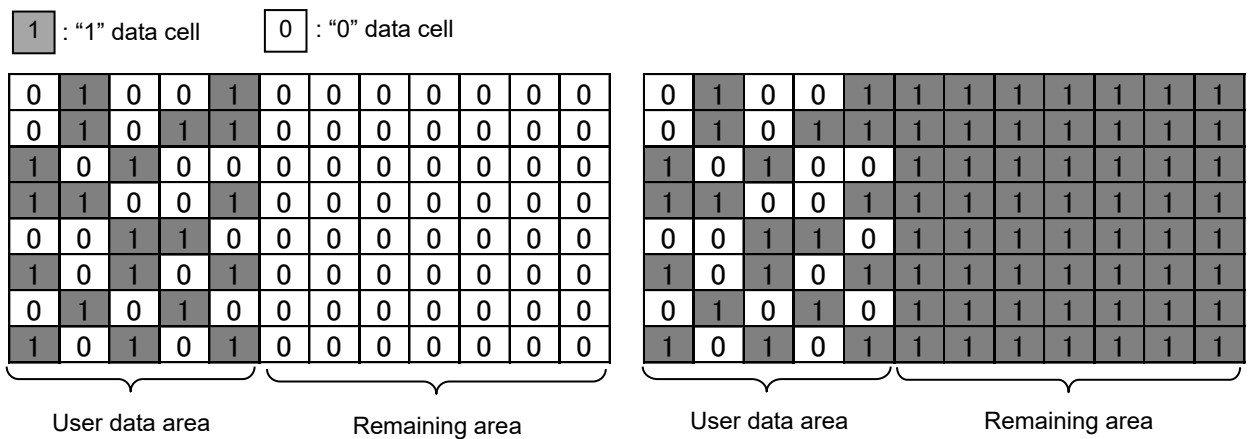 1 : “1” data cell 0 : “0” data cell
0 1 0 0 1 0 0 0 0 0 0 0 0 1 0 0 1 1 1 1 1 1 1 1
0 1 0 1 1 0 0 0 0 0 0 0 0 1 0 1 1 1 1 1 1 1 1 1
1 0 1 0 0 0 0 0 0 0 0 0 1 0 1 0 0 1 1 1 1 1 1 1
1 1 0 0 1 0 0 0 0 0 0 0 1 1 0 0 1 1 1 1 1 1 1 1
0 0 1 1 0 0 0 0 0 0 0 0 0 0 1 1 0 1 1 1 1 1 1 1
1 0 1 0 1 0 0 0 0 0 0 0 1 0 1 0 1 1 1 1 1 1 1 1
0 1 0 1 0 0 0 0 0 0 0 0 0 1 0 1 0 1 1 1 1 1 1 1
1 0 1 0 1 0 0 0 0 0 0 0 1 0 1 0 1 1 1 1 1 1 1 1
User data area Remaining area User data area Remaining area